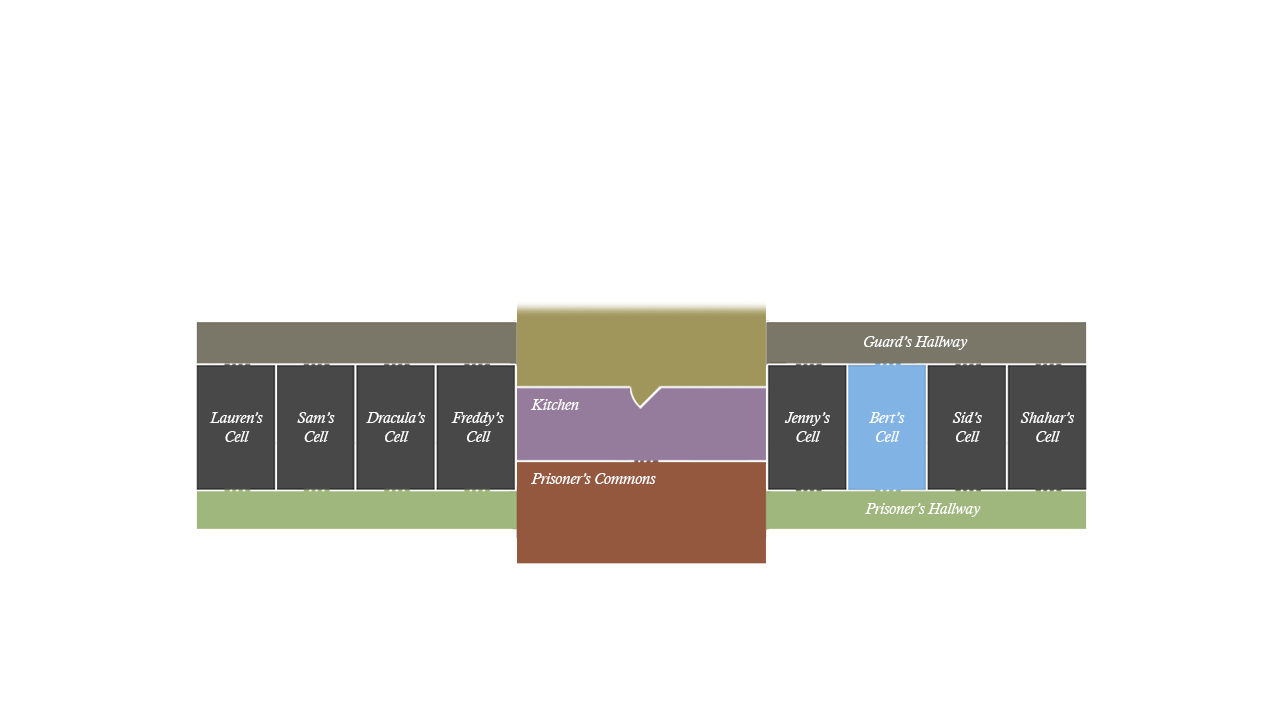 Guard’s Hallway
Kitchen
Lauren’s
Cell
Sam’s
Cell
Dracula’s
Cell
Freddy’s
Cell
Jenny’s
Cell
Bert’s
Cell
Sid’s
Cell
Shahar’s
Cell
Prisoner’s Commons
Prisoner’s Hallway